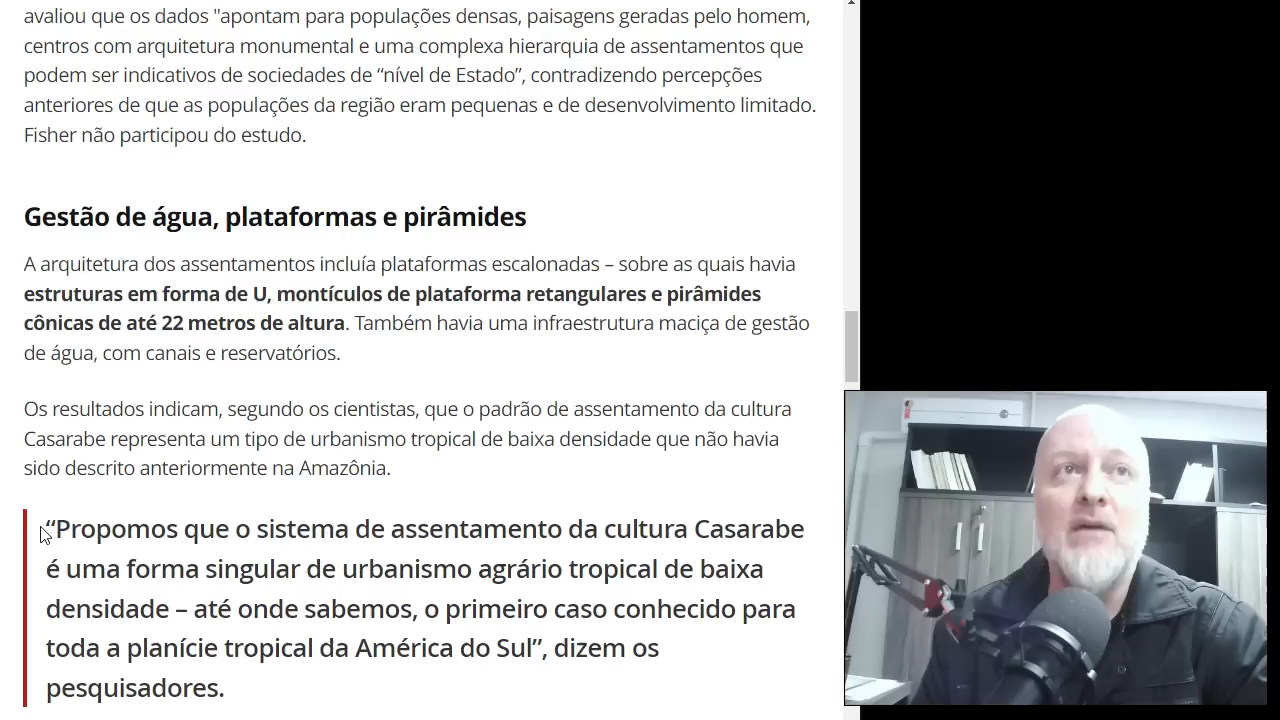 avaliou que os dados "apontam para populações densas, paisagens geradas pelo homem,
centros com arquitetura monumental e uma complexa hierarquia de assentamentos que
podem ser indicativos de sociedades de “nível de Estado”, contradizendo percepções
anteriores de que as populações da região eram pequenas e de desenvolvimento limitado.
Fisher não participou do estudo.
Gestão de água, plataformas e pirâmides
A arquitetura dos assentamentos incluía plataformas escalonadas – sobre as quais havia
estruturas em forma de U, montículos de plataforma retangulares e pirâmides
cônicas de até 22 metros de altura. Também havia uma infraestrutura maciça de gestão
de água, com canais e reservatórios.
Os resultados indicam, segundo os cientistas, que o padrão de assentamento da cultura
Casarabe representa um tipo de urbanismo tropical de baixa densidade que não havia
sido descrito anteriormente na Amazônia.
“Propomos que o sistema de assentamento da cultura Casarabe
é uma forma singular de urbanismo agrário tropical de baixa
densidade – até onde sabemos, o primeiro caso conhecido para
toda a planície tropical da América do Sul”, dizem os
pesquisadores.